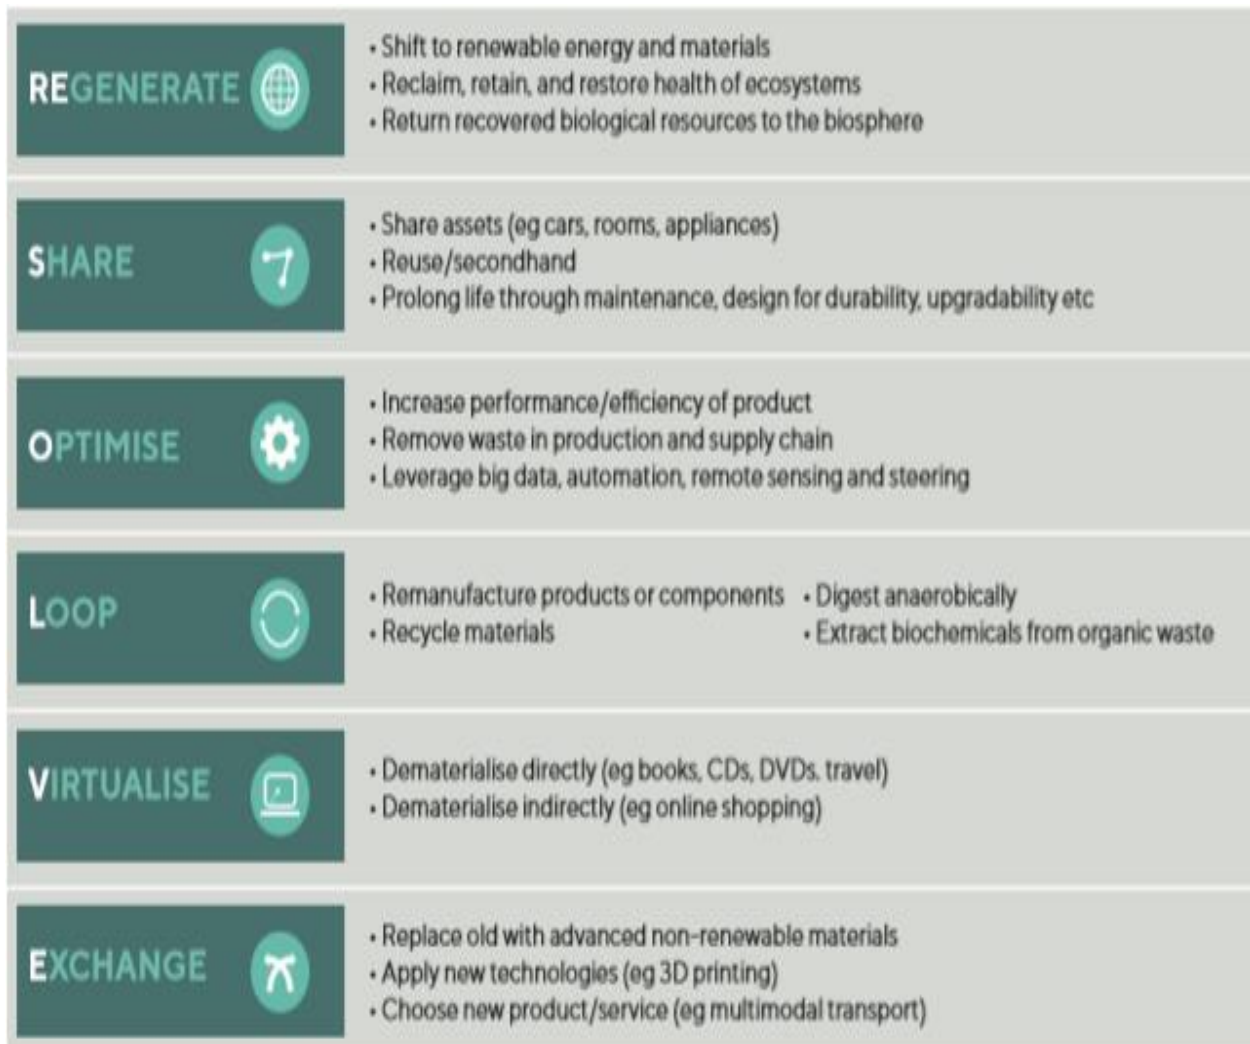 REGENERATE
• Shift to renewable energy and materials
• Reclaim, retain, and restore health of ecosystems
• Return recovered biological resources to the biosphere
SHARE
• Share assets (eg cars, rooms, appliances)
• Reuse/secondhand
• Prolong life through maintenance, design for durability, upgradability etc
OPTIMISE
• Increase performance/efficiency of product
• Remove waste in production and supply chain
• Leverage big data, automation, remote sensing and steering
LOOP
• Remanufacture products or components
• Recycle materials
• Digest anaerobically
• Extract biochemicals from organic waste
VIRTUALISE
• Dematerialise directly (eg books, CDs, DVDs. travel)
• Dematerialise indirectly (eg online shopping)
EXCHANGE
• Replace old with advanced non-renewable materials
• Apply new technologies (eg 3D printing)
• Choose new product/service (eg multimodal transport)